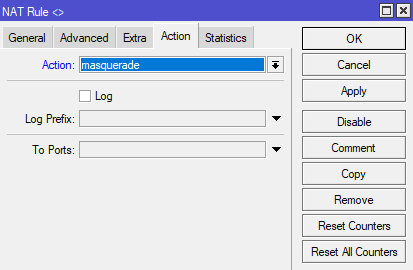 NAT Rule <>
General Advanced Extra Action Statistics
Action: masquerade
Log
Log Prefix:
To Ports:
OK
Cancel
Apply
Disable
Comment
Copy
Remove
Reset Counters
Reset All Counters